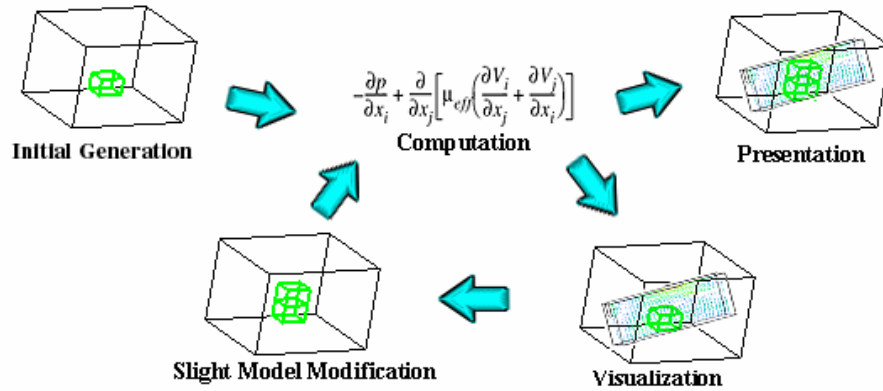 -∂p/∂x_i + ∂/∂x_j [μ_eff (∂V_i/∂x_j + ∂V_j/∂x_i)]
Computation
Initial Generation
Presentation
Slight Model Modification
Visualization